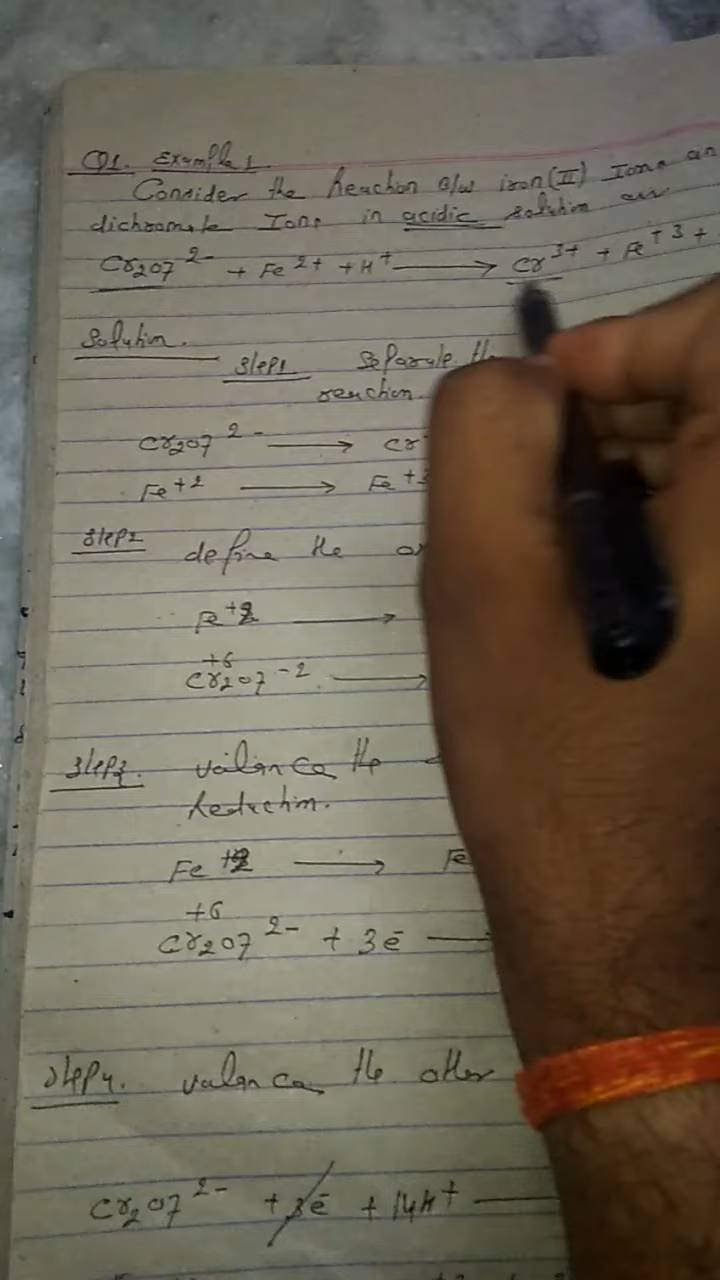 Q1. Example 1.
Consider the Reaction b/w iron(II) Ions an
dichromate Ions in acidic solution are
Cr2O7 2- + Fe 2+ + H+ → Cr 3+ + Fe +3 +
Solution.
Step1 Separate the
reaction.
Cr2O7 2- → Cr
Fe+2 → Fe+3
Step2 define the
Fe+2 →
+6
Cr2O7 -2 →
Step3. valance the
Reduction.
Fe +2 → Fe
+6
Cr2O7 2- + 3e̅ →
Step4. valance the other
Cr2O7 2- + 3e̅ + 14H+